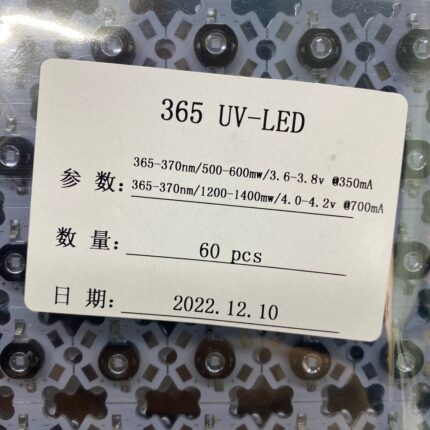 365 UV-LED
365-370nm/500-600mw/3.6-3.8v @350mA
参 数: 365-370nm/1200-1400mw/4.0-4.2v @700mA
数 量: 60 pcs
日 期: 2022.12.10